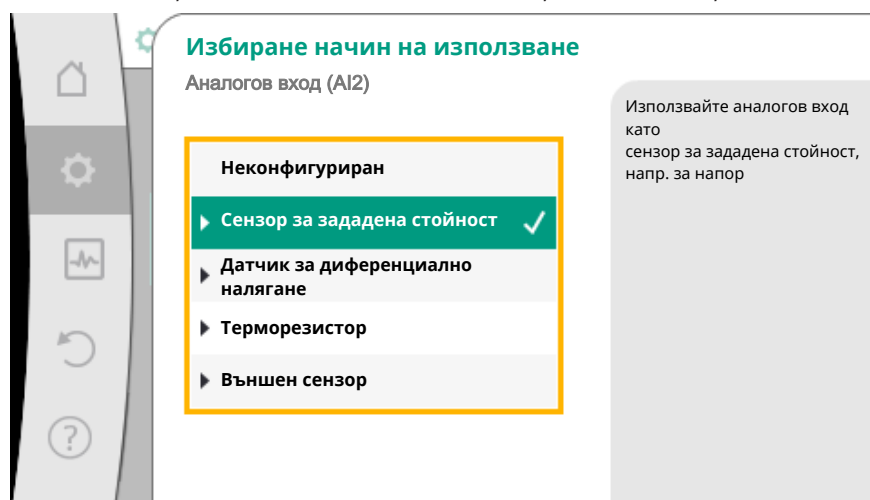 Избиране начин на използване
Аналогов вход (AI2)
Неконфигуриран
Сензор за зададена стойност
Датчик за диференциално
налягане
Терморезистор
Външен сензор
Използвайте аналогов вход
като
сензор за зададена стойност,
напр. за напор
?